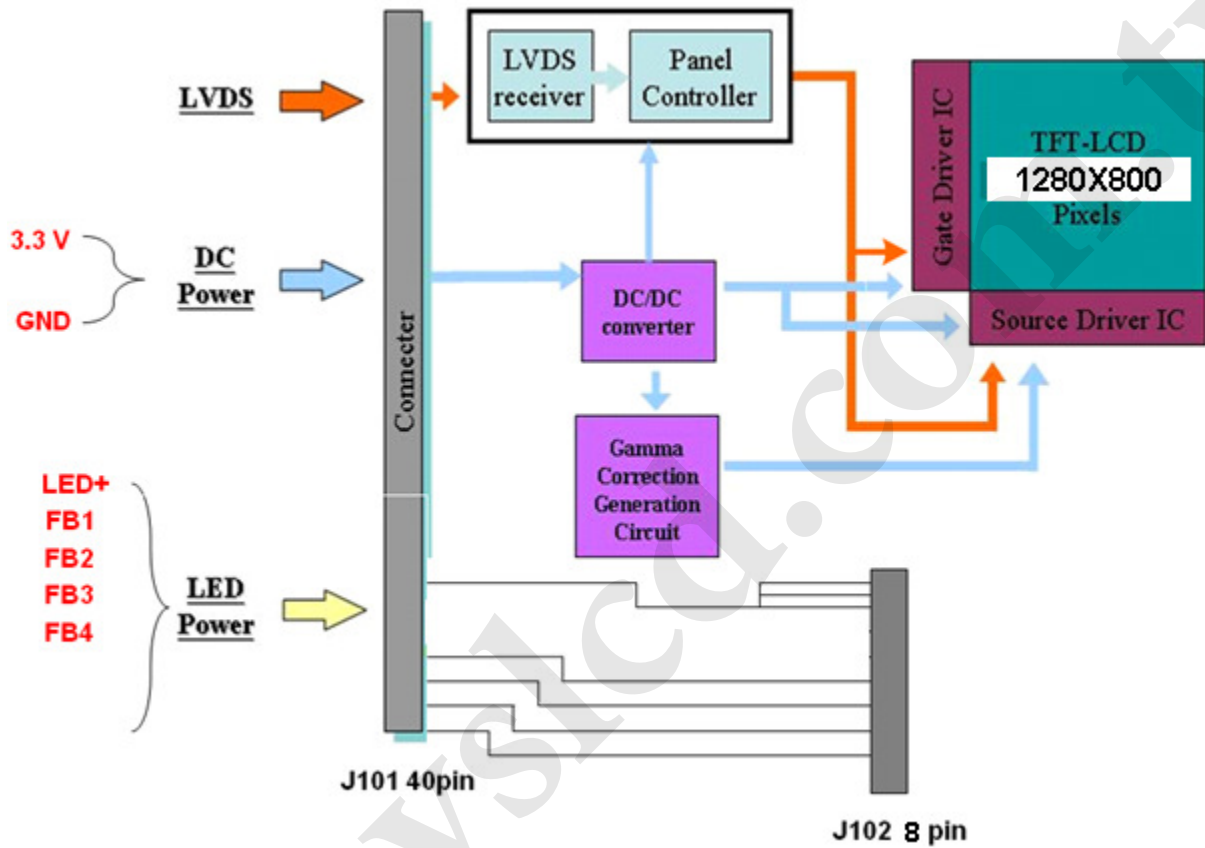 LVDS
3.3 V
GND
DC
Power
LED+
FB1
FB2
FB3
FB4
LED
Power
Connecter
J101 40pin
LVDS
receiver
Panel
Controller
DC/DC
converter
Gamma
Correction
Generation
Circuit
Gate Driver IC
TFT-LCD
1280X800
Pixels
Source Driver IC
J102 8 pin